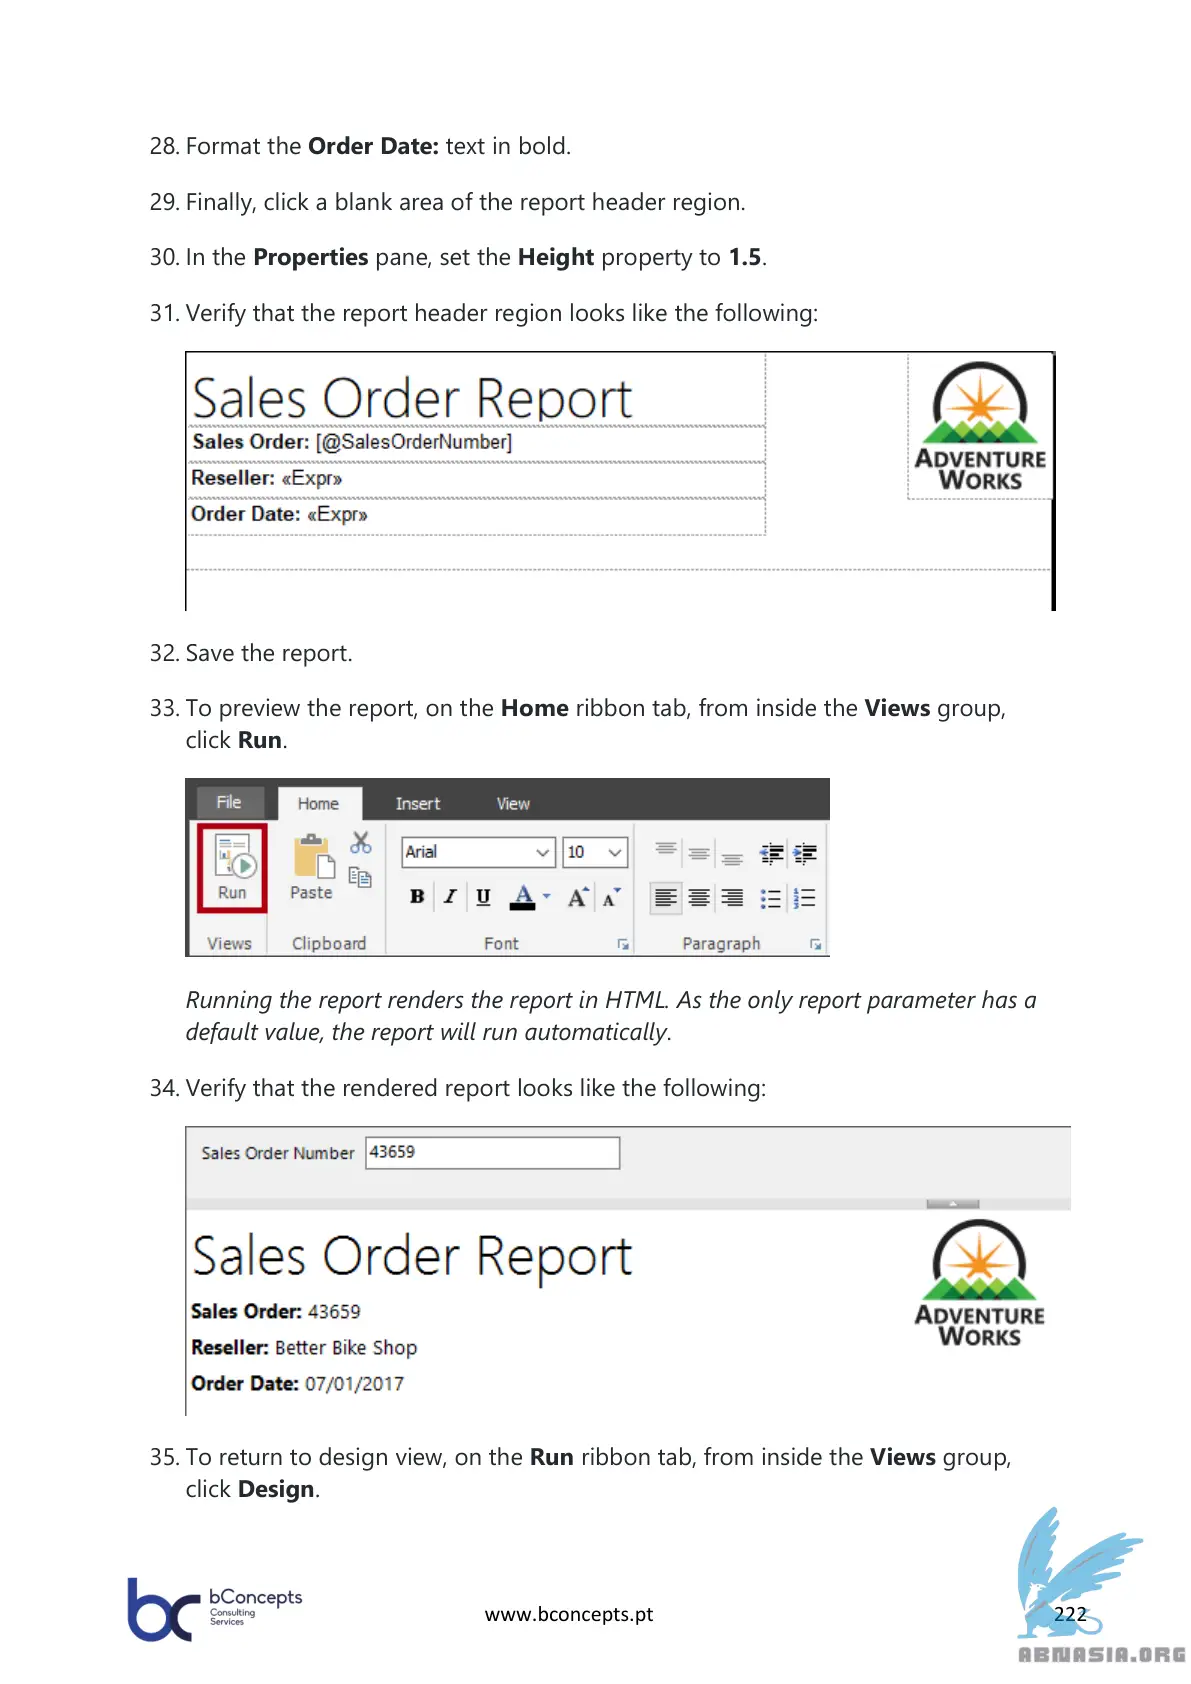 28. Format the Order Date: text in bold.
29. Finally, click a blank area of the report header region.
30. In the Properties pane, set the Height property to 1.5.
31. Verify that the report header region looks like the following:
Sales Order Report
Sales Order: [@SalesOrderNumber]
Reseller: «Expr»
Order Date: «Expr»
ADVENTURE
WORKS
32. Save the report.
33. To preview the report, on the Home ribbon tab, from inside the Views group,
click Run.
File Home Insert View
Run Paste Arial 10
B I U A A A
Views Clipboard Font Paragraph
Running the report renders the report in HTML. As the only report parameter has a
default value, the report will run automatically.
34. Verify that the rendered report looks like the following:
Sales Order Number 43659
Sales Order Report
Sales Order: 43659
Reseller: Better Bike Shop
Order Date: 07/01/2017
ADVENTURE
WORKS
35. To return to design view, on the Run ribbon tab, from inside the Views group,
click Design.
bc bConcepts
Consulting
Services
www.bconcepts.pt
222
ABNASIA.ORG